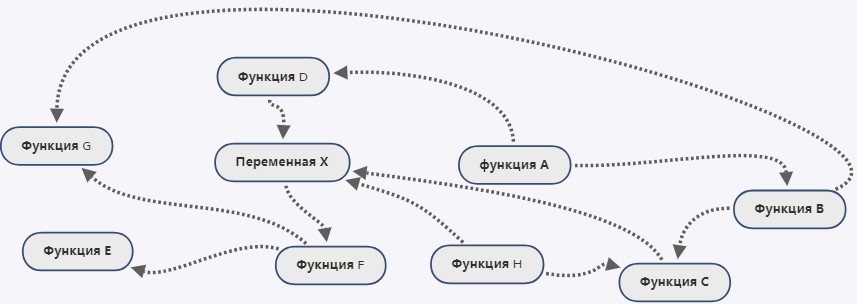 Функция D
Функция G
Переменная X
функция A
Функция B
Функция E
Фукнция F
Функция H
Функция C